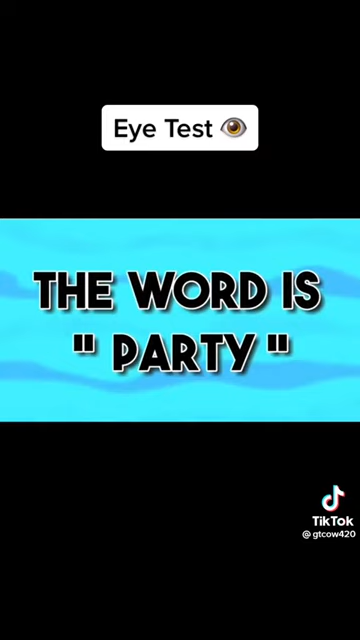 Eye Test 👁️
THE WORD IS
" PARTY "
TikTok
@ gtcow420